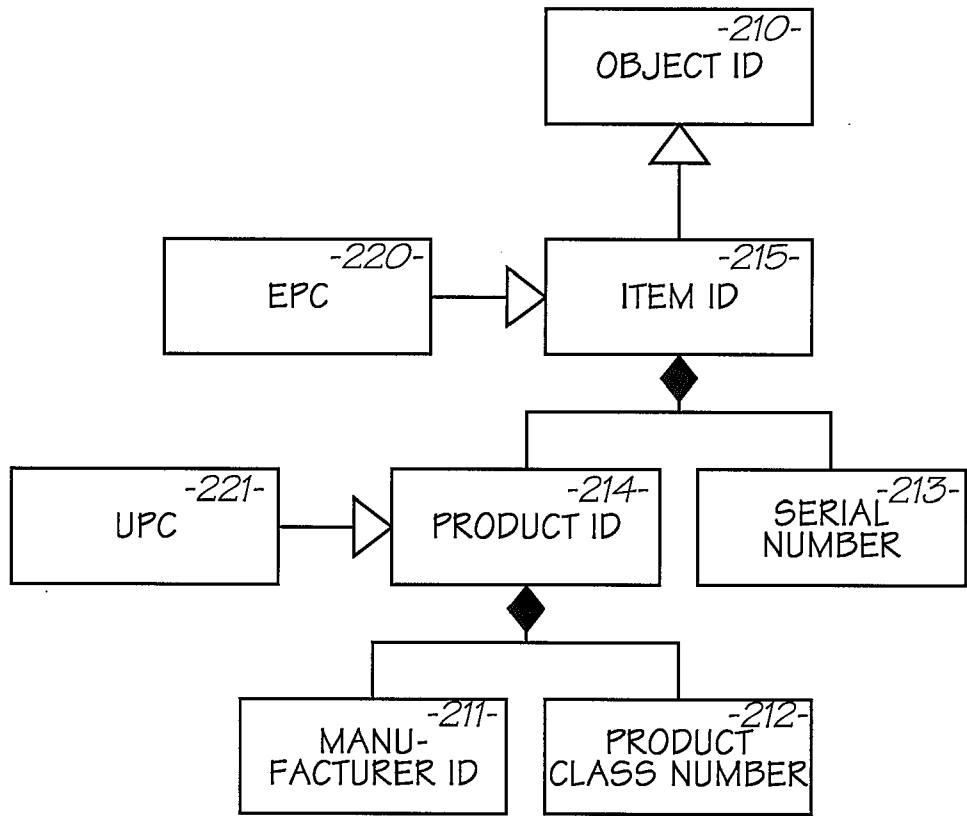 -210-
OBJECT ID
-220-
EPC
-215-
ITEM ID
-221-
UPC
-214-
PRODUCT ID
-213-
SERIAL
NUMBER
-211-
MANU-
FACTURER ID
-212-
PRODUCT
CLASS NUMBER